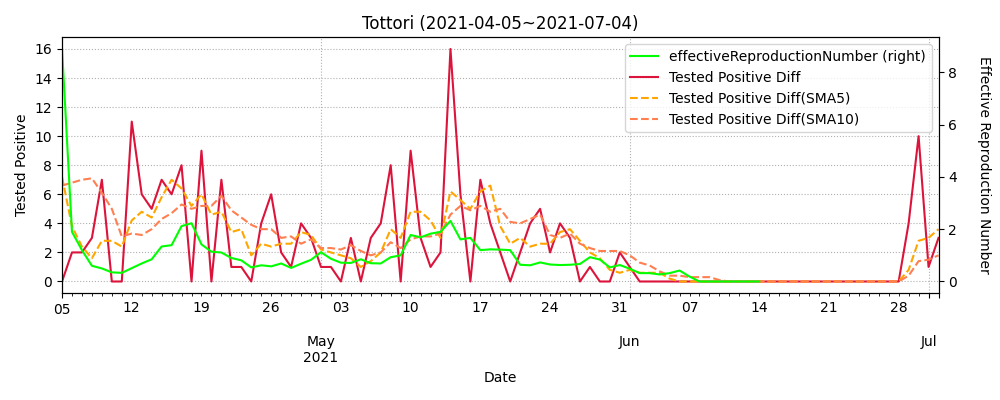 Tottori (2021-04-05~2021-07-04)
effectiveReproductionNumber (right)
Tested Positive Diff
Tested Positive Diff(SMA5)
Tested Positive Diff(SMA10)
Tested Positive
16
14
12
10
8
6
4
2
0
Effective Reproduction Number
8
6
4
2
0
05 12 19 26 03 10 17 24 31 07 14 21 28
May Jun Jul
2021
Date